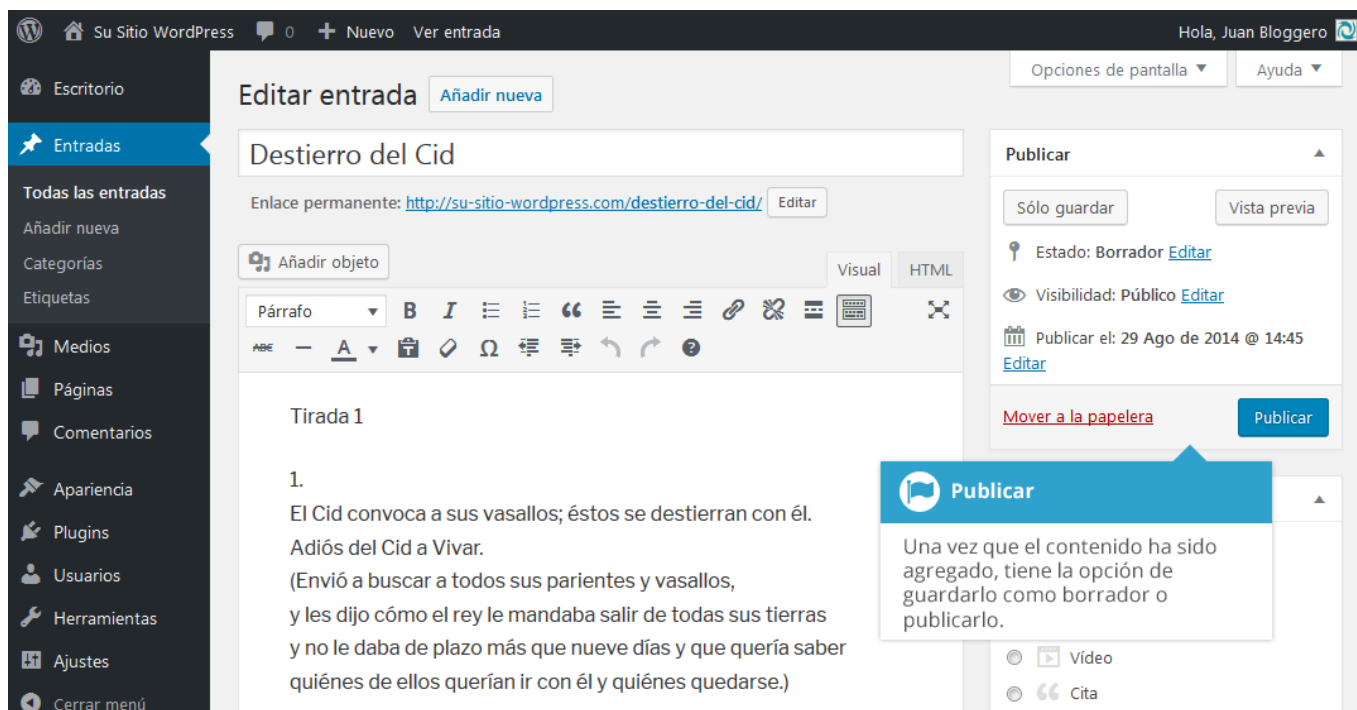 Su Sitio WordPress 0 Nuevo Ver entrada Hola, Juan Bloggero
Escritorio
Entradas
Todas las entradas
Añadir nueva
Categorías
Etiquetas
Medios
Páginas
Comentarios
Apariencia
Plugins
Usuarios
Herramientas
Ajustes
Cerrar menú
Opciones de pantalla Ayuda
Editar entrada Añadir nueva
Destierro del Cid
Enlace permanente: http://su-sitio-wordpress.com/destierro-del-cid/ Editar
Añadir objeto
Visual HTML
Párrafo B I
ABC A Ω
Tirada 1
1.
El Cid convoca a sus vasallos; éstos se destierran con él.
Adiós del Cid a Vivar.
(Envió a buscar a todos sus parientes y vasallos,
y les dijo cómo el rey le mandaba salir de todas sus tierras
y no le daba de plazo más que nueve días y que quería saber
quiénes de ellos querían ir con él y quiénes quedarse.)
Publicar
Sólo guardar Vista previa
Estado: Borrador Editar
Visibilidad: Público Editar
Publicar el: 29 Ago de 2014 @ 14:45
Editar
Mover a la papelera Publicar
Publicar
Una vez que el contenido ha sido
agregado, tiene la opción de
guardarlo como borrador o
publicarlo.
Vídeo
Cita